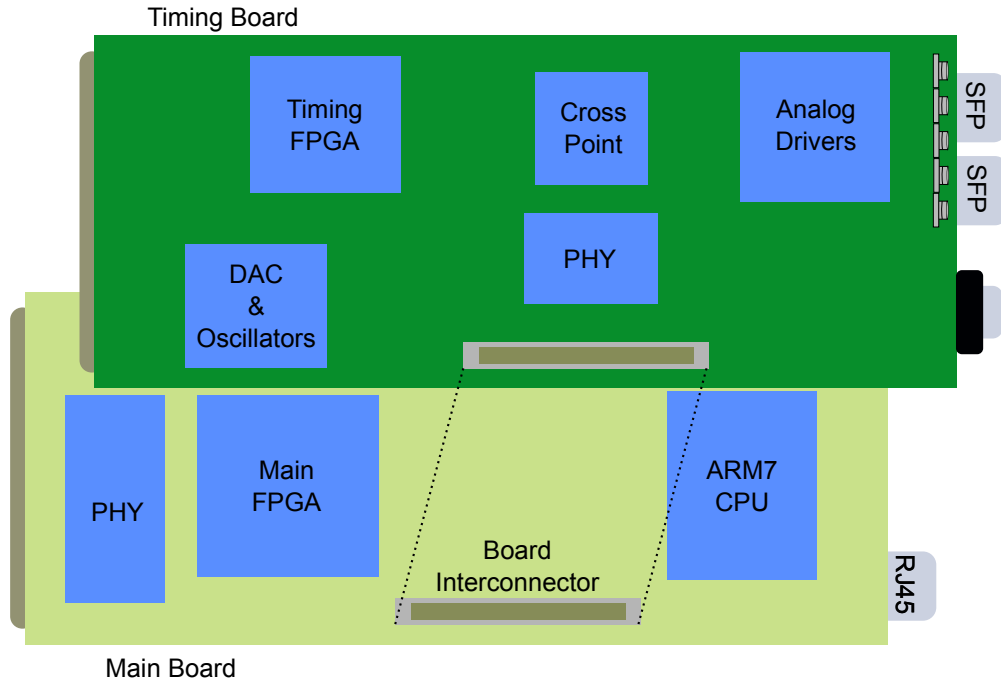 Timing Board
Timing
FPGA
Cross
Point
Analog
Drivers
SFP
SFP
PHY
DAC
&
Oscillators
PHY
Main
FPGA
ARM7
CPU
Board
Interconnector
RJ45
Main Board